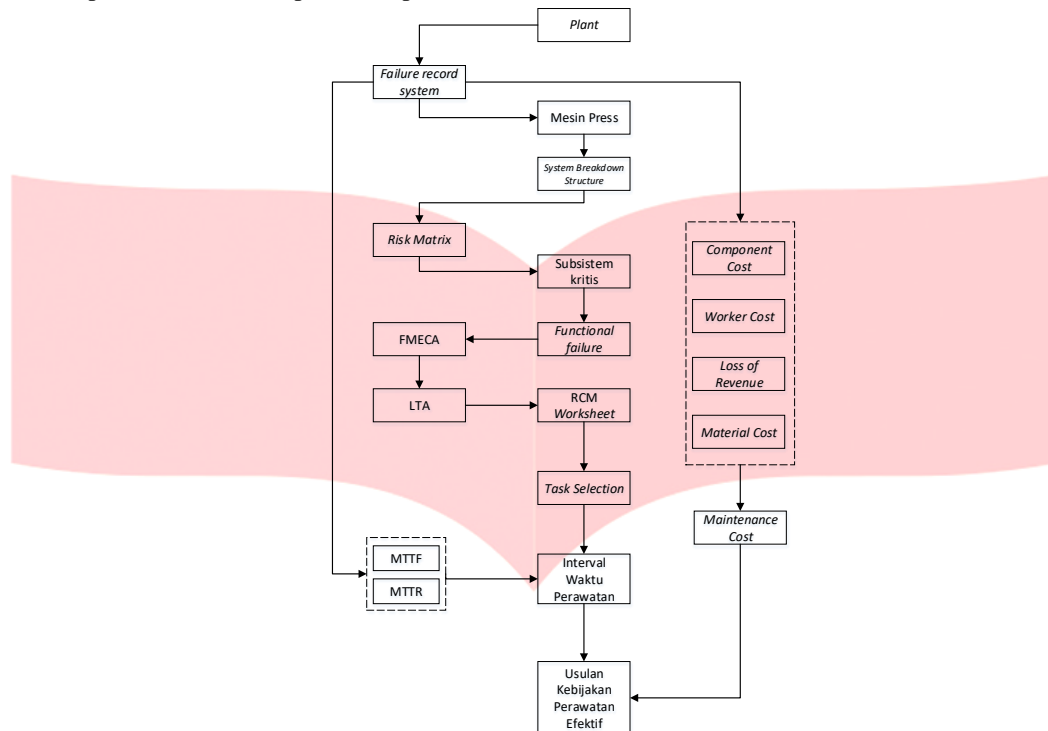 Plant
Failure record
system
Mesin Press
System Breakdown
Structure
Risk Matrix
Subsistem
kritis
Component
Cost
Worker Cost
Loss of
Revenue
Material Cost
FMECA
Functional
failure
LTA
RCM
Worksheet
Task Selection
Maintenance
Cost
MTTF
MTTR
Interval
Waktu
Perawatan
Usulan
Kebijakan
Perawatan
Efektif